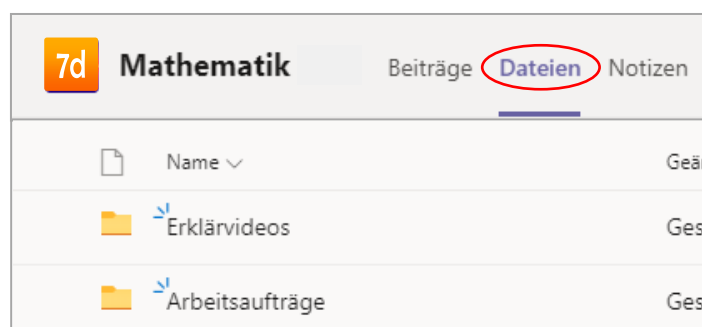 7d Mathematik Beiträge Dateien Notizen
Name
Erklärvideos
Arbeitsaufträge